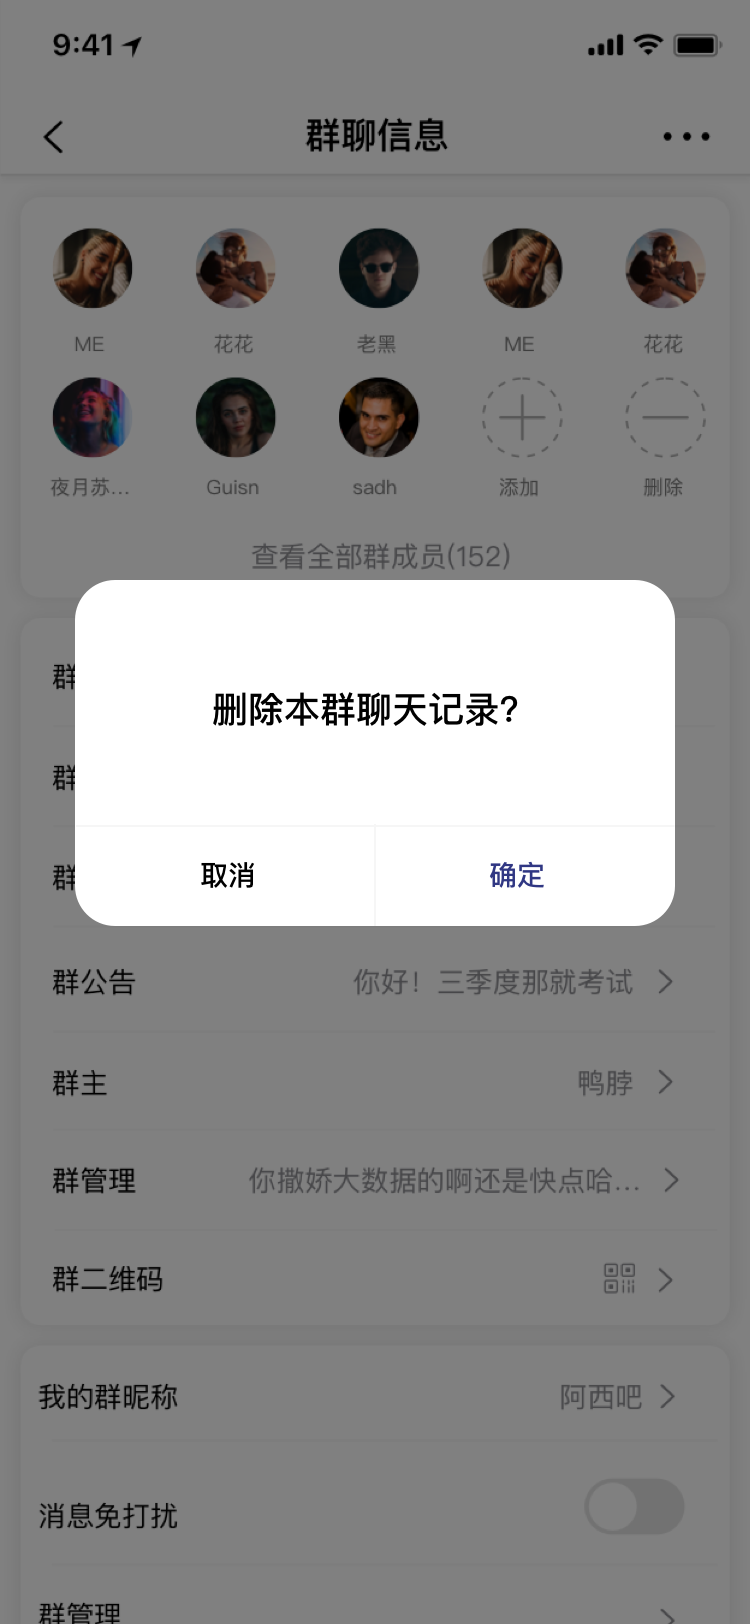 9:41
群聊信息
ME 花花 老黑 ME 花花
夜月苏... Guisn sadh 添加 删除
查看全部群成员(152)
群
删除本群聊天记录?
群
群
取消 确定
群公告 你好！三季度那就考试
群主 鸭脖
群管理 你撒娇大数据的啊还是快点哈...
群二维码
我的群昵称 阿西吧
消息免打扰
群管理